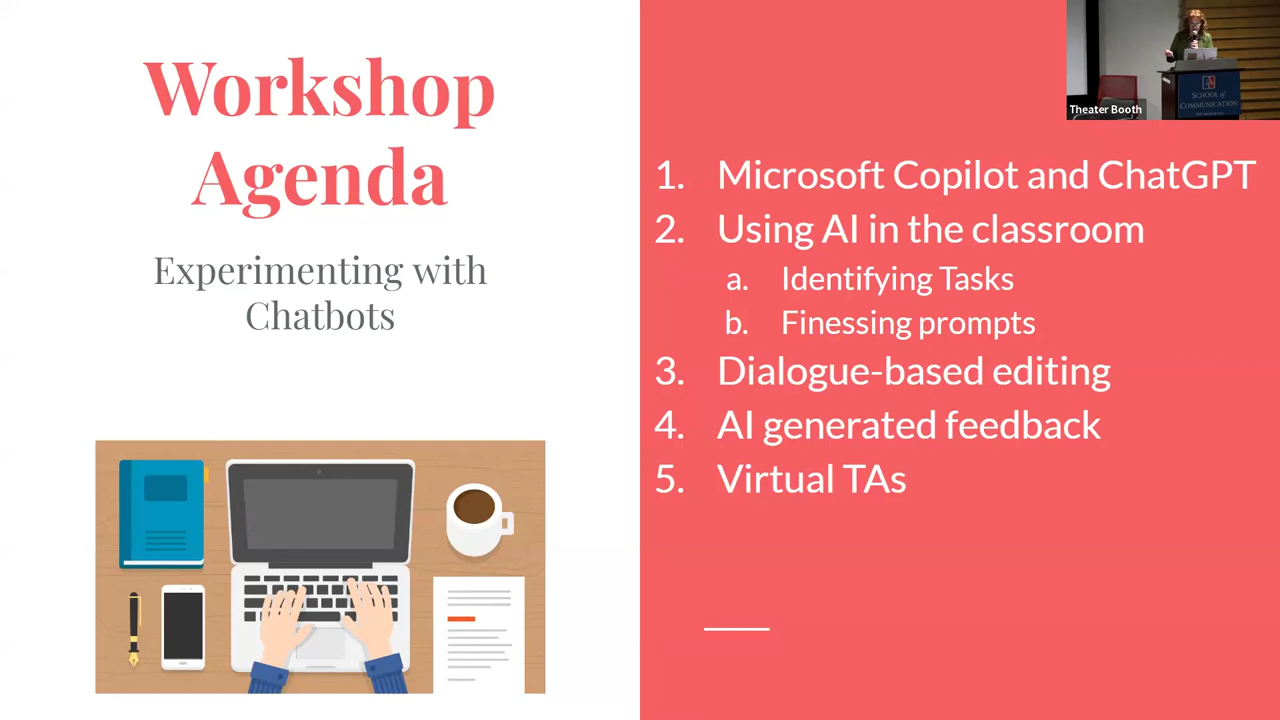 Workshop
Agenda
Experimenting with
Chatbots
Theater Booth
SCHOOL of
COMMUNICATION
1. Microsoft Copilot and ChatGPT
2. Using AI in the classroom
a. Identifying Tasks
b. Finessing prompts
3. Dialogue-based editing
4. AI generated feedback
5. Virtual TAs